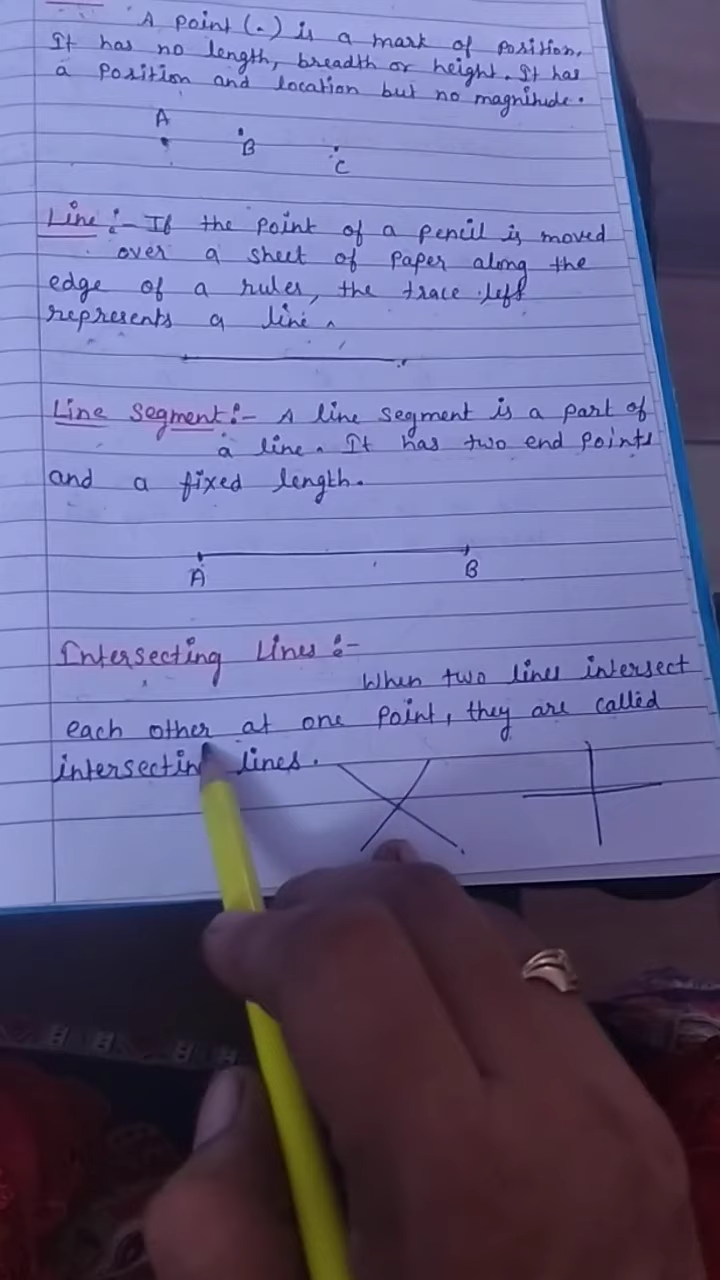 A point (.) is a mark of position.
It has no length, breadth or height. It has
a position and location but no magnitude.
A
B
C
Line :- If the point of a pencil is moved
over a sheet of paper along the
edge of a rules, the trace left
represents a line.
Line Segment :- A line segment is a part of
a line. It has two end points
and a fixed length.
A B
Intersecting Lines :-
When two lines intersect
each other at one point, they are called
intersecting lines.